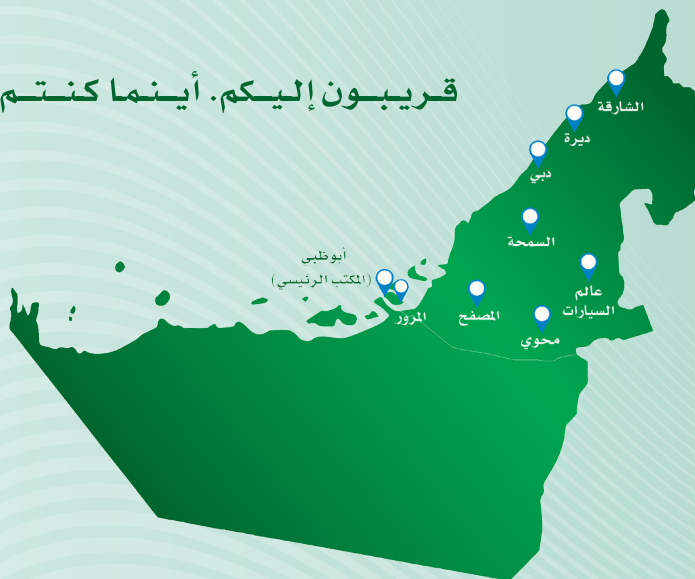 قريبون إليكم. أينما كنتم
الشارقة
ديرة
دبي
السمحة
أبوظبي
(المكتب الرئيسي)
عالم
السيارات
المرور
المصفح
محوي